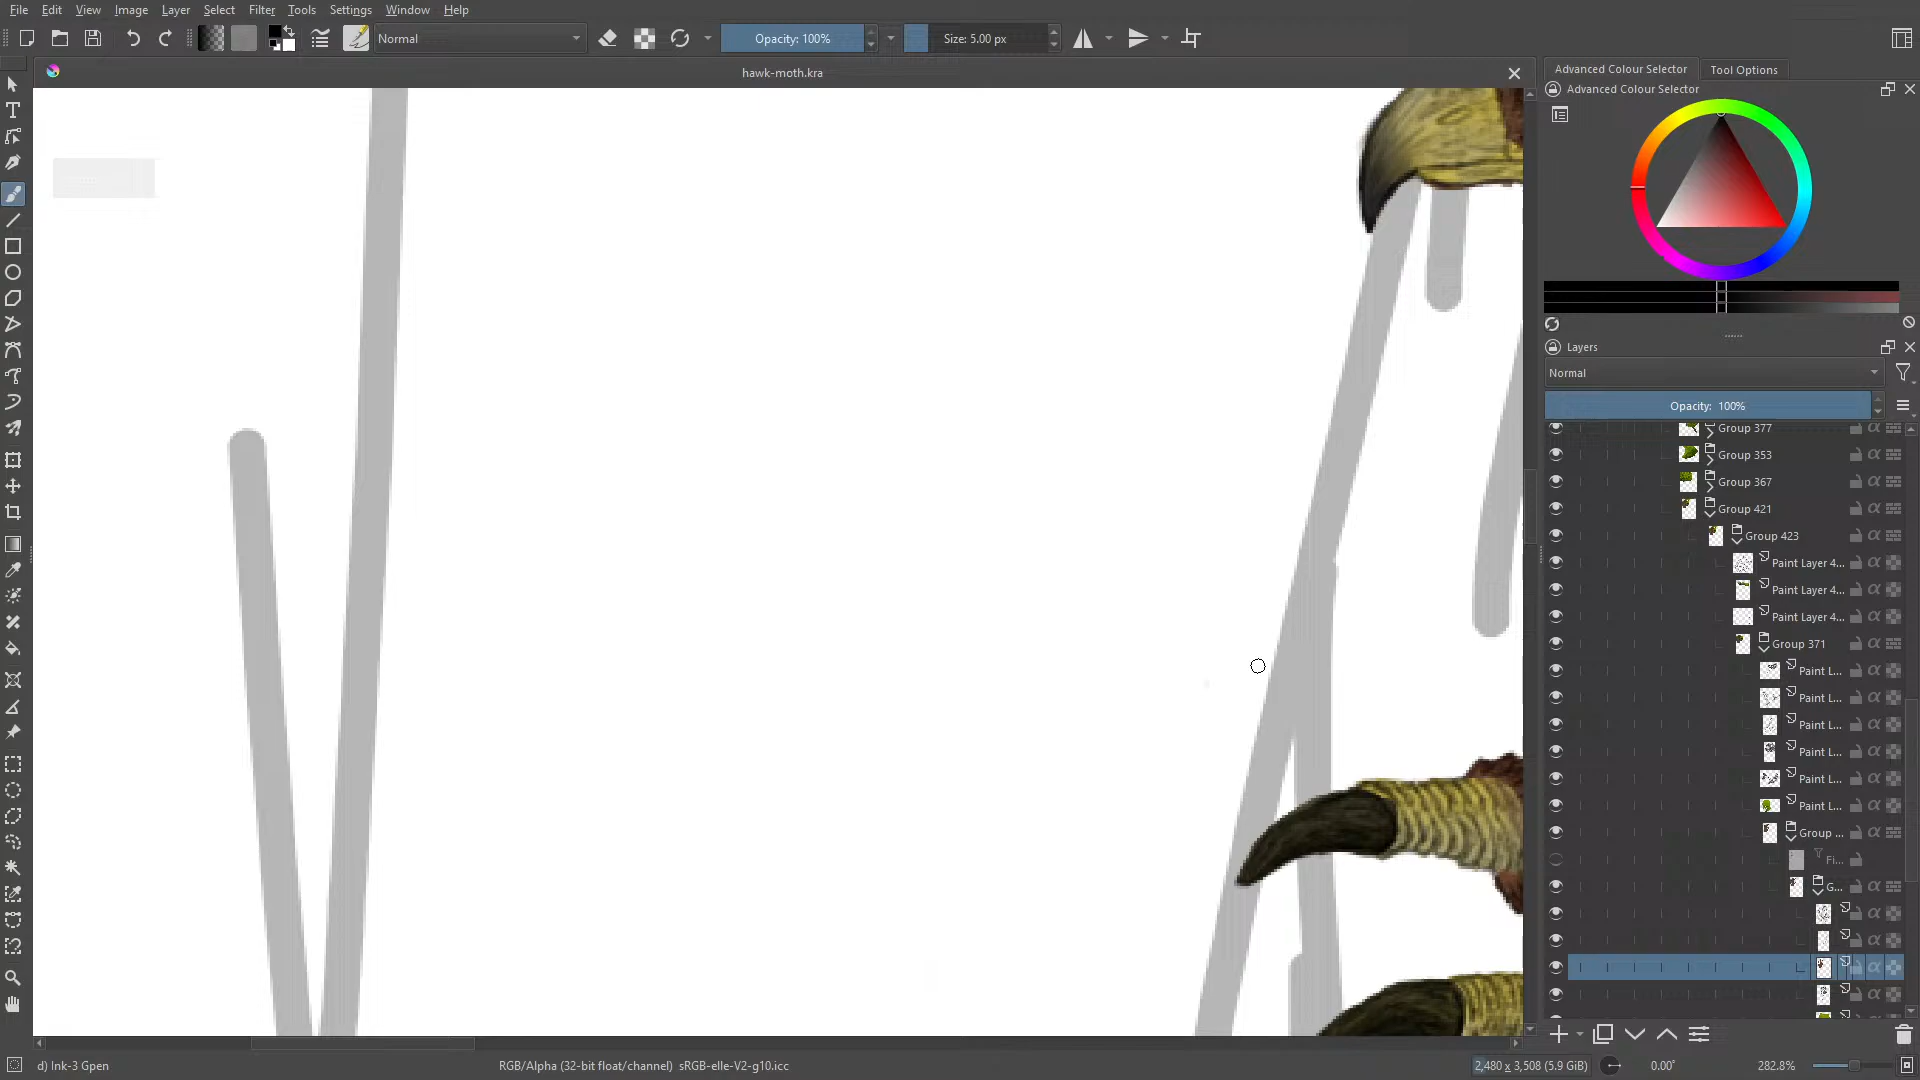 File Edit View Image Layer Select Filter Tools Settings Window Help
Normal Opacity: 100% Size: 5.00 px
hawk-moth.kra
Advanced Colour Selector Tool Options
Advanced Colour Selector
Layers
Normal
Opacity: 100%
Group 377
Group 353
Group 367
Group 421
Group 423
Paint Layer 4...
Paint Layer 4...
Paint Layer 4...
Group 371
Paint L...
Paint L...
Paint L...
Paint L...
Paint L...
Paint L...
Group ...
Fi...
G...
d) Ink-3 Gpen RGB/Alpha (32-bit float/channel) sRGB-elle-V2-g10.icc 2,480 x 3,508 (5.9 GiB) 0.00° 282.8%